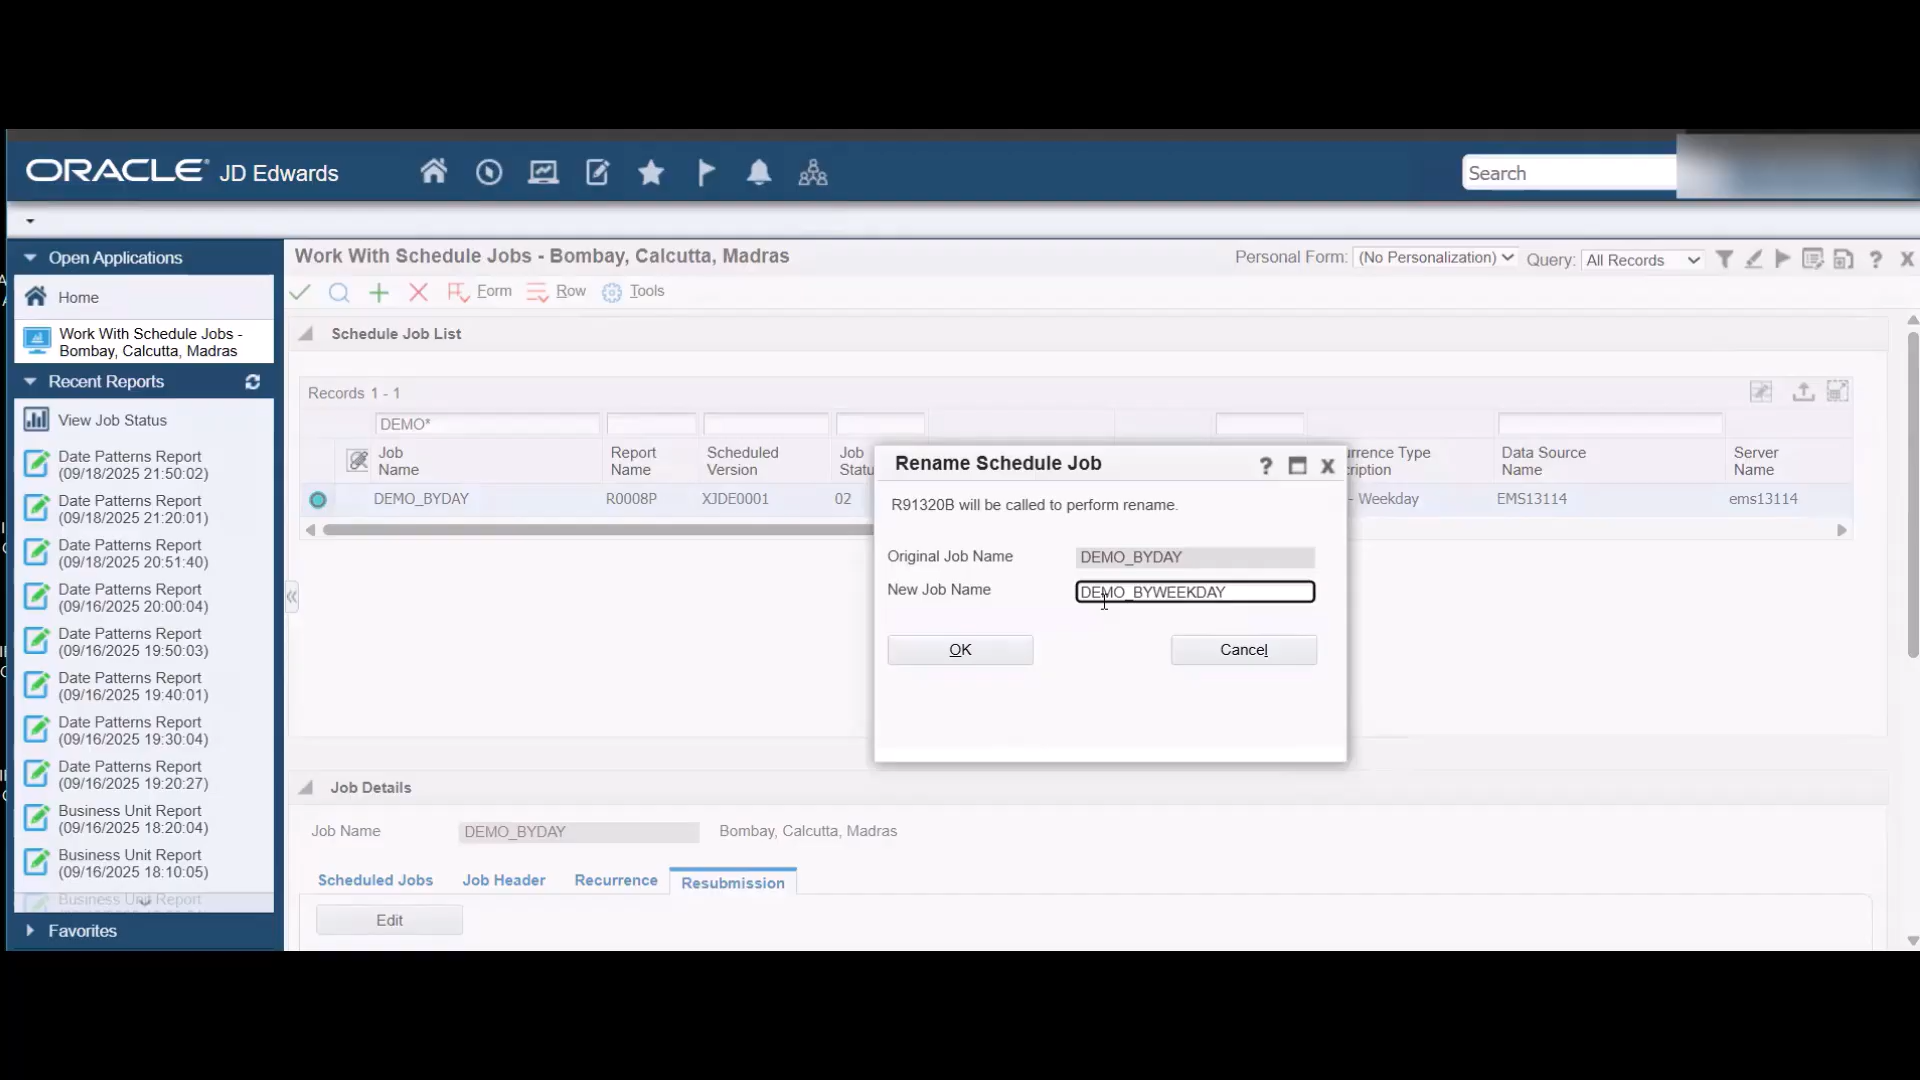 ORACLE JD Edwards
Search
Open Applications
Home
Work With Schedule Jobs -
Bombay, Calcutta, Madras
Recent Reports
View Job Status
Date Patterns Report
(09/18/2025 21:50:02)
Date Patterns Report
(09/18/2025 21:20:01)
Date Patterns Report
(09/18/2025 20:51:40)
Date Patterns Report
(09/16/2025 20:00:04)
Date Patterns Report
(09/16/2025 19:50:03)
Date Patterns Report
(09/16/2025 19:40:01)
Date Patterns Report
(09/16/2025 19:30:04)
Date Patterns Report
(09/16/2025 19:20:27)
Business Unit Report
(09/16/2025 18:20:04)
Business Unit Report
(09/16/2025 18:10:05)
Business Unit Report
Favorites
Work With Schedule Jobs - Bombay, Calcutta, Madras
Personal Form: (No Personalization) Query: All Records
Form Row Tools
Schedule Job List
Records 1 - 1
DEMO*
Job Name
Report Name
Scheduled Version
Job Statu
urrence Type
cription
Data Source Name
Server Name
DEMO_BYDAY R0008P XJDE0001 02 - Weekday EMS13114 ems13114
Rename Schedule Job
R91320B will be called to perform rename.
Original Job Name DEMO_BYDAY
New Job Name DEMO_BYWEEKDAY
OK Cancel
Job Details
Job Name DEMO_BYDAY Bombay, Calcutta, Madras
Scheduled Jobs Job Header Recurrence Resubmission
Edit